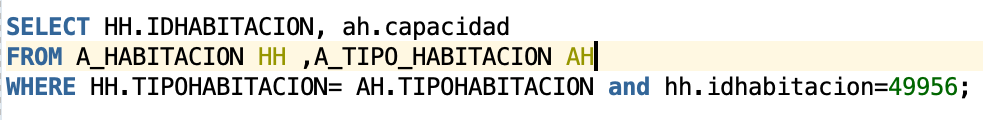 SELECT HH.IDHABITACION, ah.capacidad
FROM A_HABITACION HH ,A_TIPO_HABITACION AH
WHERE HH.TIPOHABITACION= AH.TIPOHABITACION and hh.idhabitacion=49956;